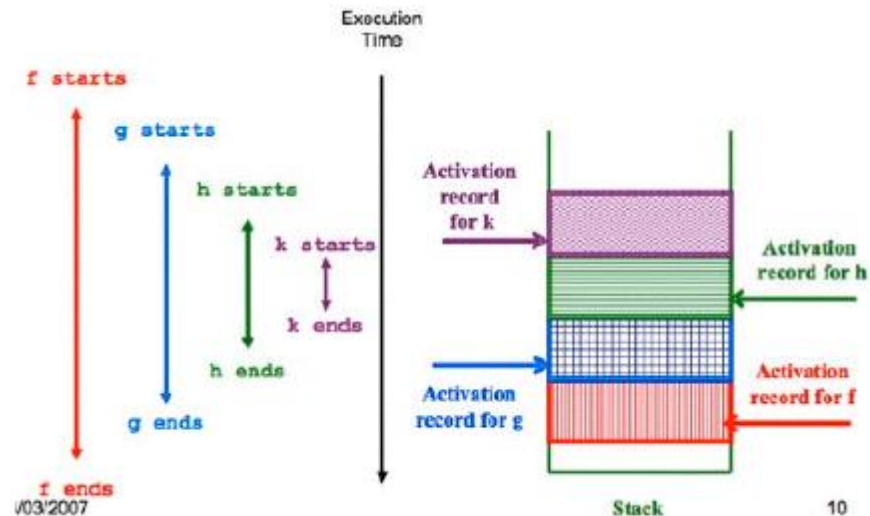 Execution
Time
f starts
g starts
h starts
k starts
k ends
h ends
g ends
f ends
Activation
record
for k
Activation
record for h
Activation
record for g
Activation
record for f
/03/2007
Stack
10